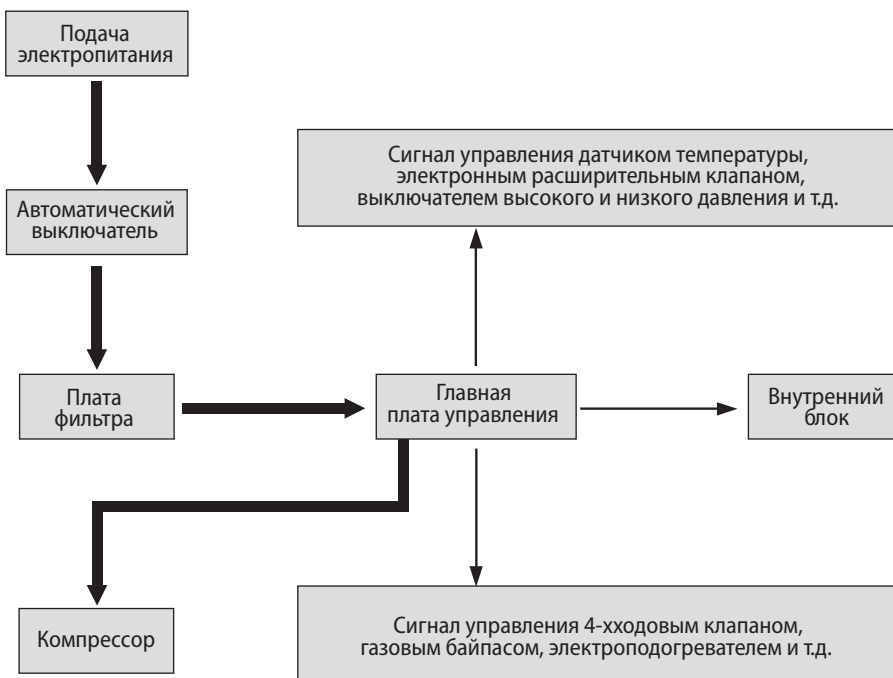 Подача
электропитания
Сигнал управления датчиком температуры,
электронным расширительным клапаном,
выключателем высокого и низкого давления и т.д.
Автоматический
выключатель
Плата
фильтра
Главная
плата управления
Внутренний
блок
Компрессор
Сигнал управления 4-хходовым клапаном,
газовым байпасом, электроподогревателем и т.д.